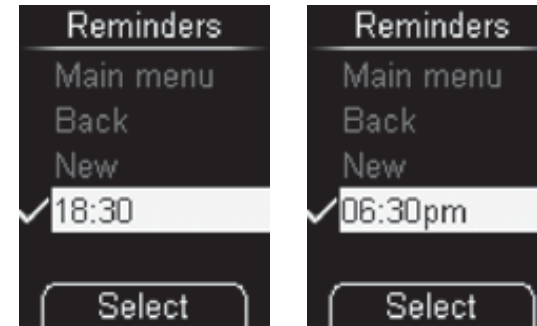 Reminders
Main menu
Back
New
18:30
Select
Reminders
Main menu
Back
New
06:30pm
Select